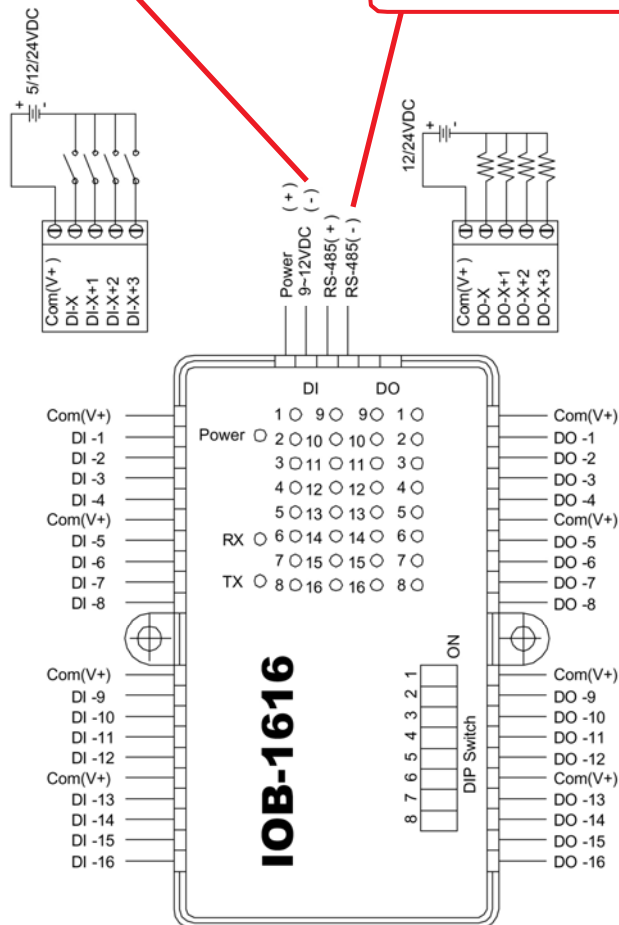 5/12/24VDC
+ -
Com(V+)
DI-X
DI-X+1
DI-X+2
DI-X+3
Power (+)
9~12VDC (-)
RS-485(+)
RS-485(-)
12/24VDC
+ -
Com(V+)
DO-X
DO-X+1
DO-X+2
DO-X+3
DI DO
1 9 9 1
Power 2 10 10 2
3 11 11 3
4 12 12 4
5 13 13 5
RX 6 14 14 6
7 15 15 7
TX 8 16 16 8
Com(V+)
DI -1
DI -2
DI -3
DI -4
Com(V+)
DI -5
DI -6
DI -7
DI -8
Com(V+)
DI -9
DI -10
DI -11
DI -12
Com(V+)
DI -13
DI -14
DI -15
DI -16
IOB-1616
ON
1
2
3
4
5
6
7
8
DIP Switch
Com(V+)
DO -1
DO -2
DO -3
DO -4
Com(V+)
DO -5
DO -6
DO -7
DO -8
Com(V+)
DO -9
DO -10
DO -11
DO -12
Com(V+)
DO -13
DO -14
DO -15
DO -16